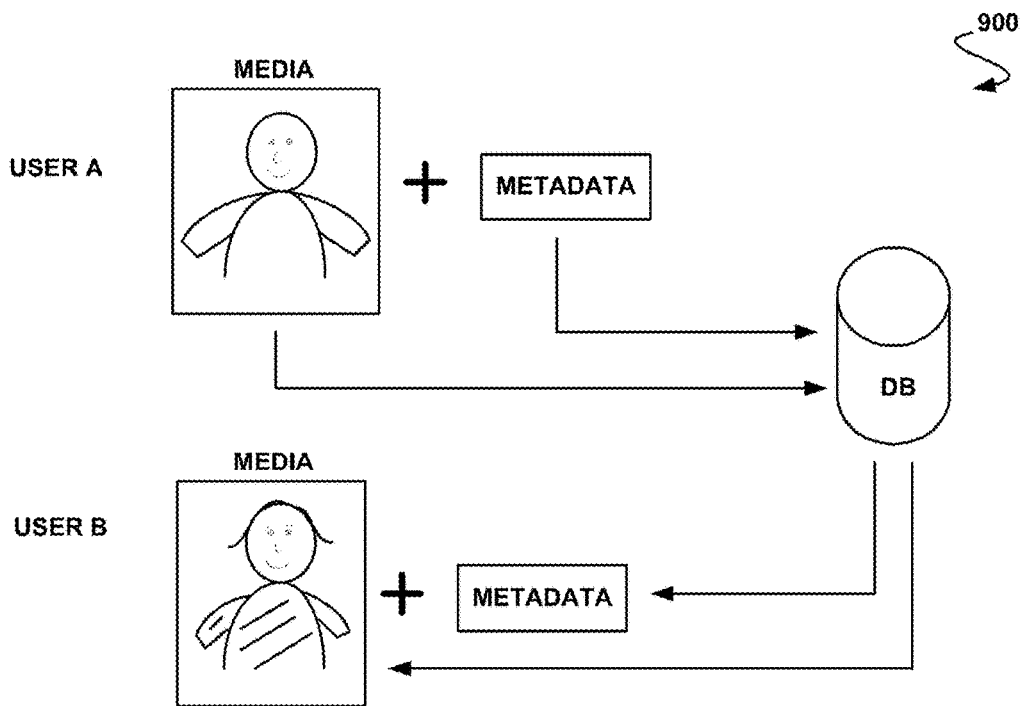 900
MEDIA
USER A
METADATA
DB
MEDIA
USER B
METADATA